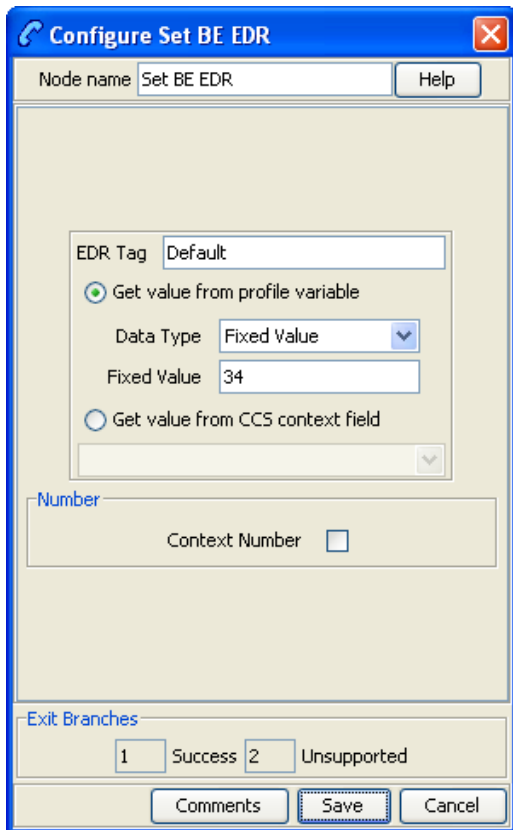 Configure Set BE EDR
Node name Set BE EDR Help
EDR Tag Default
Get value from profile variable
Data Type Fixed Value
Fixed Value 34
Get value from CCS context field
Number
Context Number
Exit Branches
1 Success 2 Unsupported
Comments Save Cancel